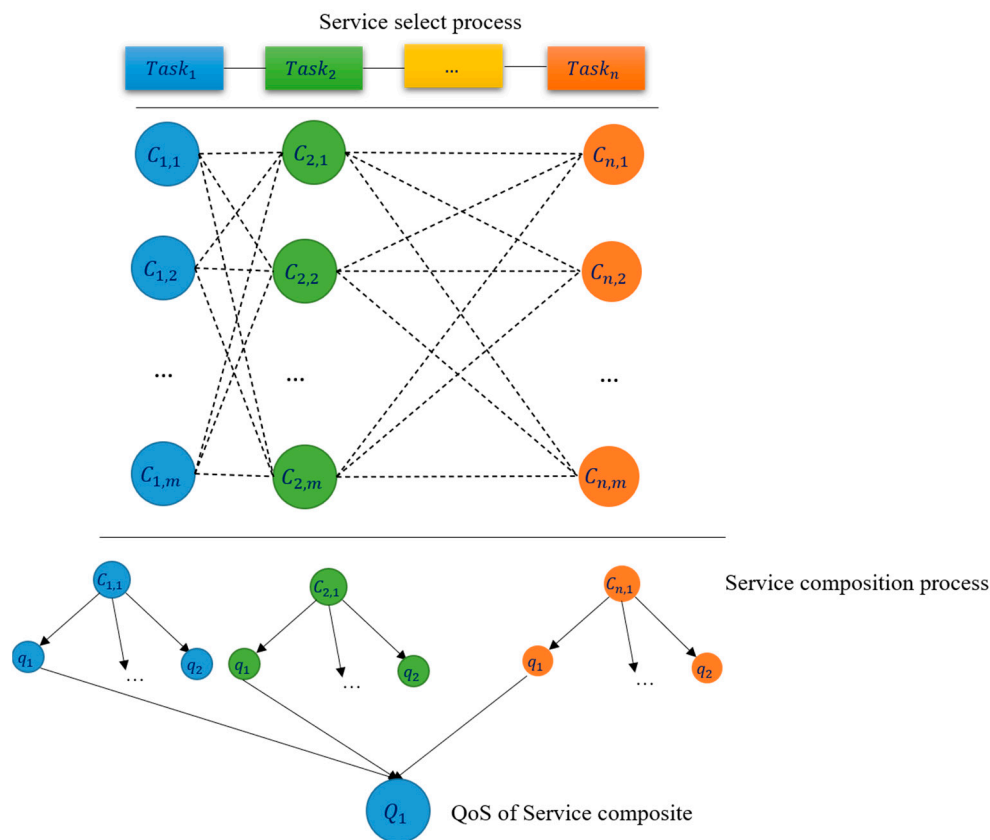 Service select process
Task₁ Task₂ ... Taskₙ
C₁,₁ C₂,₁ Cₙ,₁
C₁,₂ C₂,₂ Cₙ,₂
... ... ...
C₁,ₘ C₂,ₘ Cₙ,ₘ
C₁,₁ C₂,₁ Cₙ,₁
Service composition process
q₁ ... q₂ q₁ ... q₂ q₁ ... q₂
Q₁ QoS of Service composite